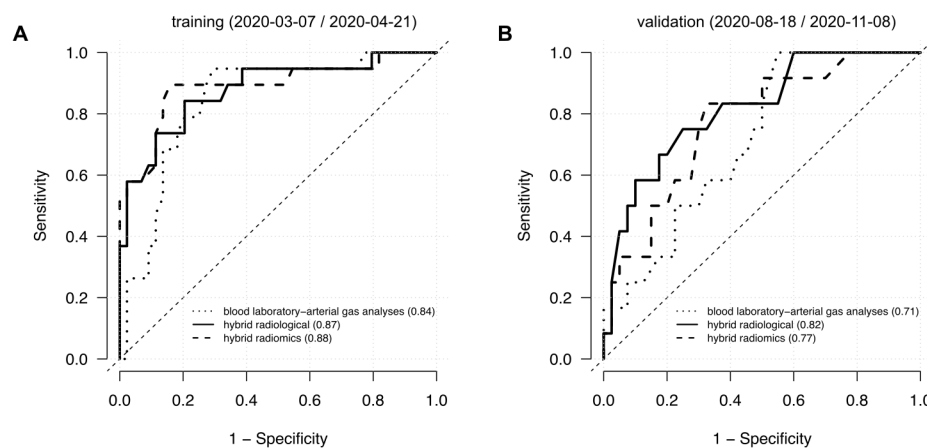 A
training (2020-03-07 / 2020-04-21)
1.0
0.8
0.6
0.4
0.2
0.0
Sensitivity
blood laboratory–arterial gas analyses (0.84)
hybrid radiological (0.87)
hybrid radiomics (0.88)
0.0 0.2 0.4 0.6 0.8 1.0
1 − Specificity
B
validation (2020-08-18 / 2020-11-08)
1.0
0.8
0.6
0.4
0.2
0.0
Sensitivity
blood laboratory–arterial gas analyses (0.71)
hybrid radiological (0.82)
hybrid radiomics (0.77)
0.0 0.2 0.4 0.6 0.8 1.0
1 − Specificity